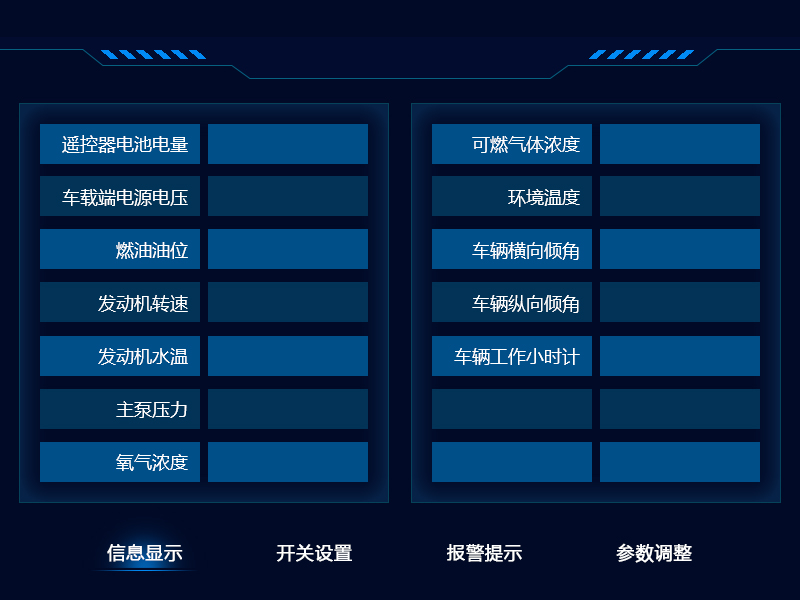 遥控器电池电量
车载端电源电压
燃油油位
发动机转速
发动机水温
主泵压力
氧气浓度
可燃气体浓度
环境温度
车辆横向倾角
车辆纵向倾角
车辆工作小时计
信息显示
开关设置
报警提示
参数调整